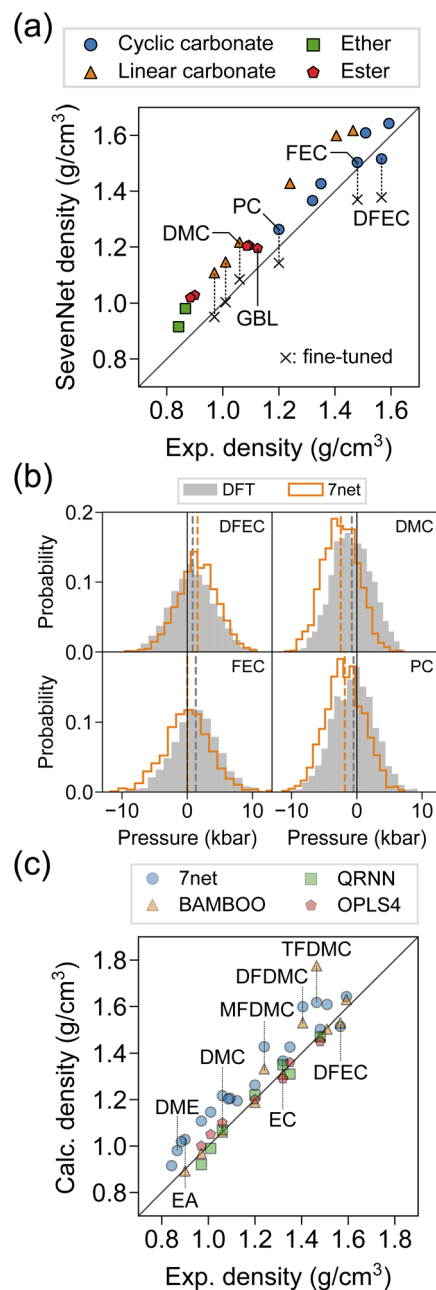 (a)
Cyclic carbonate
Ether
Linear carbonate
Ester
SevenNet density (g/cm³)
1.6
1.4
1.2
1.0
0.8
FEC
PC
DFEC
DMC
GBL
×: fine-tuned
0.8 1.0 1.2 1.4 1.6
Exp. density (g/cm³)
(b)
DFT
7net
Probability
0.2
0.1
0.0
DFEC
DMC
Probability
0.1
0.0
FEC
PC
−10 0 10
−10 0 10
Pressure (kbar)
Pressure (kbar)
(c)
7net
QRNN
BAMBOO
OPLS4
Calc. density (g/cm³)
1.8
1.6
1.4
1.2
1.0
0.8
TFDMC
DFDMC
MFDMC
DMC
DFEC
DME
EC
EA
0.8 1.0 1.2 1.4 1.6 1.8
Exp. density (g/cm³)